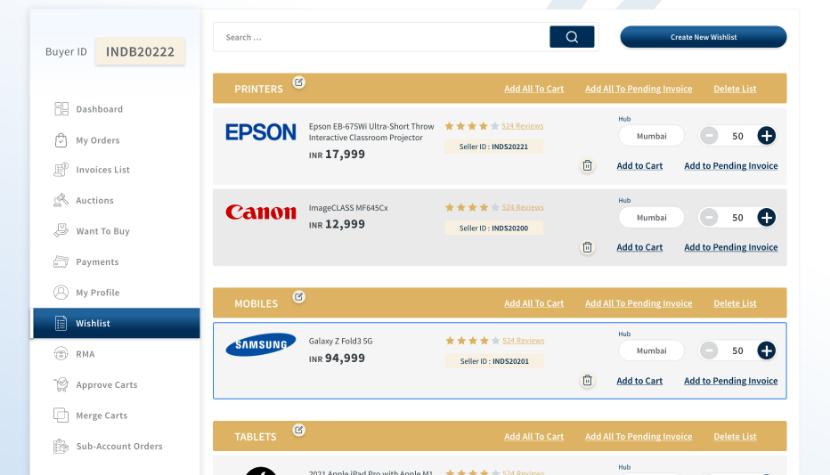 Buyer ID INDB20222
Search ...
Create New Wishlist
Dashboard
My Orders
Invoices List
Auctions
Want To Buy
Payments
My Profile
Wishlist
RMA
Approve Carts
Merge Carts
Sub-Account Orders
PRINTERS Add All To Cart Add All To Pending Invoice Delete List
EPSON
Epson EB-675Wi Ultra-Short Throw
Interactive Classroom Projector
INR 17,999
524 Reviews
Seller ID : INDS20221
Hub
Mumbai
50
Add to Cart Add to Pending Invoice
Canon
ImageCLASS MF645Cx
INR 12,999
524 Reviews
Seller ID : INDS20200
Hub
Mumbai
50
Add to Cart Add to Pending Invoice
MOBILES Add All To Cart Add All To Pending Invoice Delete List
SAMSUNG
Galaxy Z Fold3 5G
INR 94,999
524 Reviews
Seller ID : INDS20201
Hub
Mumbai
50
Add to Cart Add to Pending Invoice
TABLETS Add All To Cart Add All To Pending Invoice Delete List
2021 Apple iPad Pro with Apple M1
524 Reviews
Hub